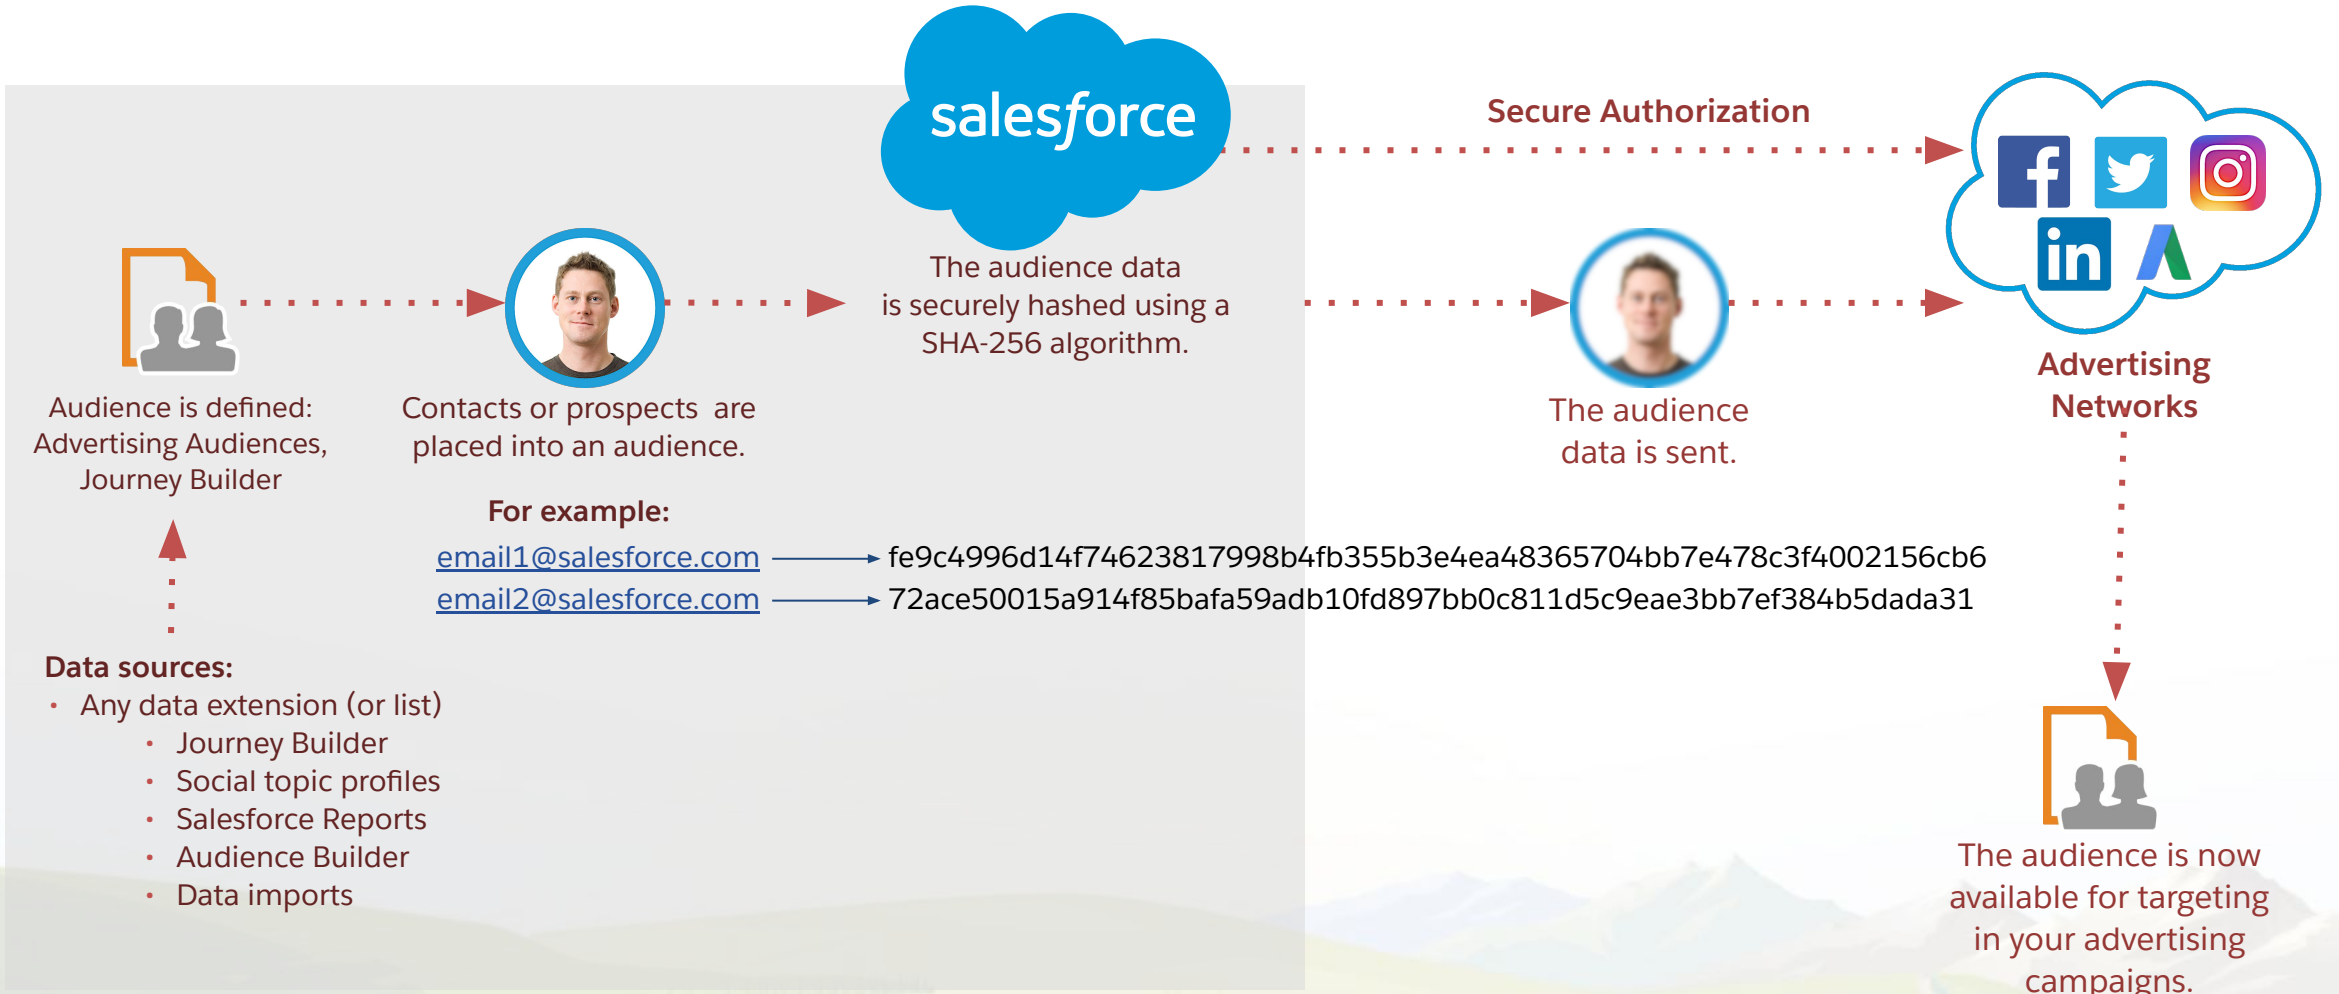 salesforce
Secure Authorization
in
The audience data
is securely hashed using a
SHA-256 algorithm.
Audience is defined:
Advertising Audiences,
Journey Builder
Contacts or prospects are
placed into an audience.
The audience
data is sent.
Advertising
Networks
For example:
email1@salesforce.com
fe9c4996d14f74623817998b4fb355b3e4ea48365704bb7e478c3f4002156cb6
email2@salesforce.com
72ace50015a914f85bafa59adb10fd897bb0c811d5c9eae3bb7ef384b5dada31
Data sources:
• Any data extension (or list)
• Journey Builder
• Social topic profiles
• Salesforce Reports
• Audience Builder
• Data imports
The audience is now
available for targeting
in your advertising
campaigns.